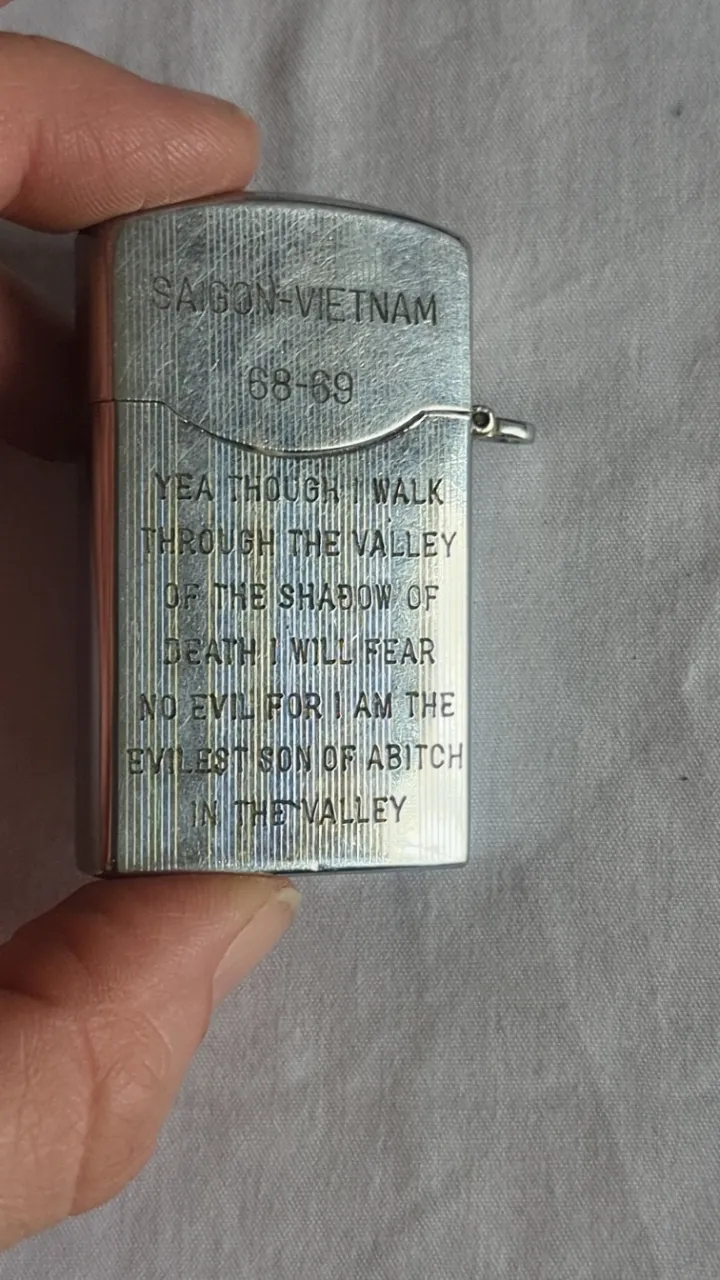 SAIGON-VIETNAM
68-69
YEA THOUGH I WALK
THROUGH THE VALLEY
OF THE SHADOW OF
DEATH I WILL FEAR
NO EVIL FOR I AM THE
EVILEST SON OF ABITCH
IN THE VALLEY